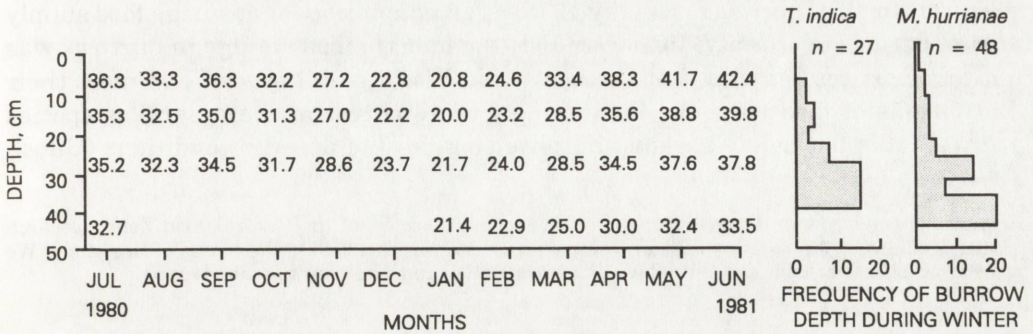 T. indica M. hurrianae
n = 27 n = 48
DEPTH, cm
0
36.3 33.3 36.3 32.2 27.2 22.8 20.8 24.6 33.4 38.3 41.7 42.4
10
35.3 32.5 35.0 31.3 27.0 22.2 20.0 23.2 28.5 35.6 38.8 39.8
20
35.2 32.3 34.5 31.7 28.6 23.7 21.7 24.0 28.5 34.5 37.6 37.8
30
40
32.7 21.4 22.9 25.0 30.0 32.4 33.5
50
JUL AUG SEP OCT NOV DEC JAN FEB MAR APR MAY JUN
1980 1981
MONTHS
10 20 0 10 20
FREQUENCY OF BURROW
DEPTH DURING WINTER